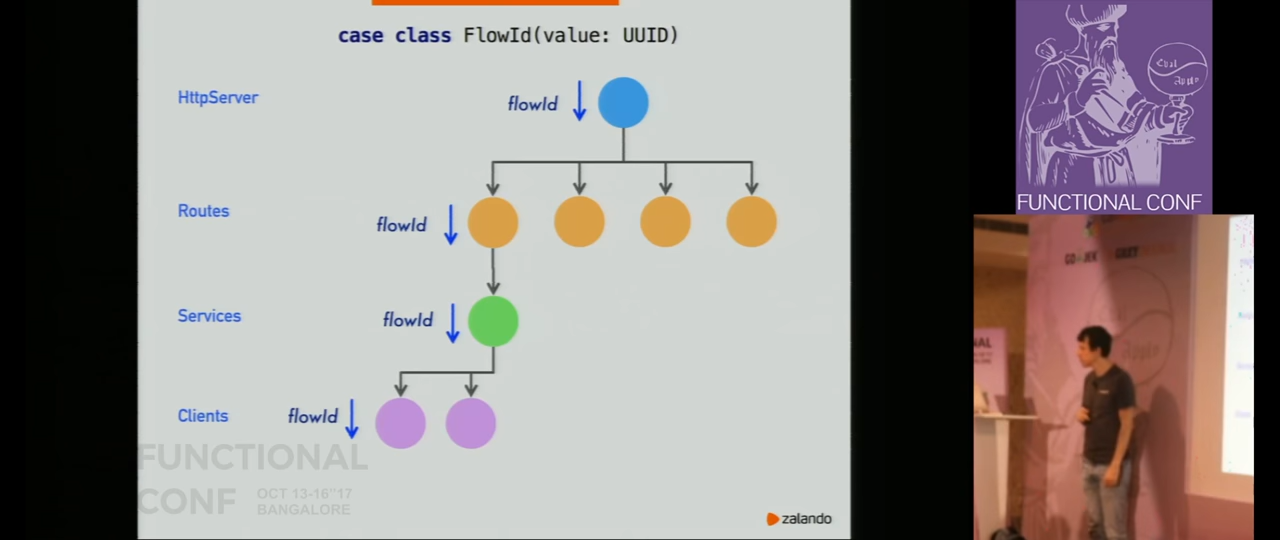 case class FlowId(value: UUID)
HttpServer
flowId
Routes
flowId
Services
flowId
Clients
flowId
FUNCTIONAL
CONF
OCT 13-16"17
BANGALORE
zalando
FUNCTIONAL CONF